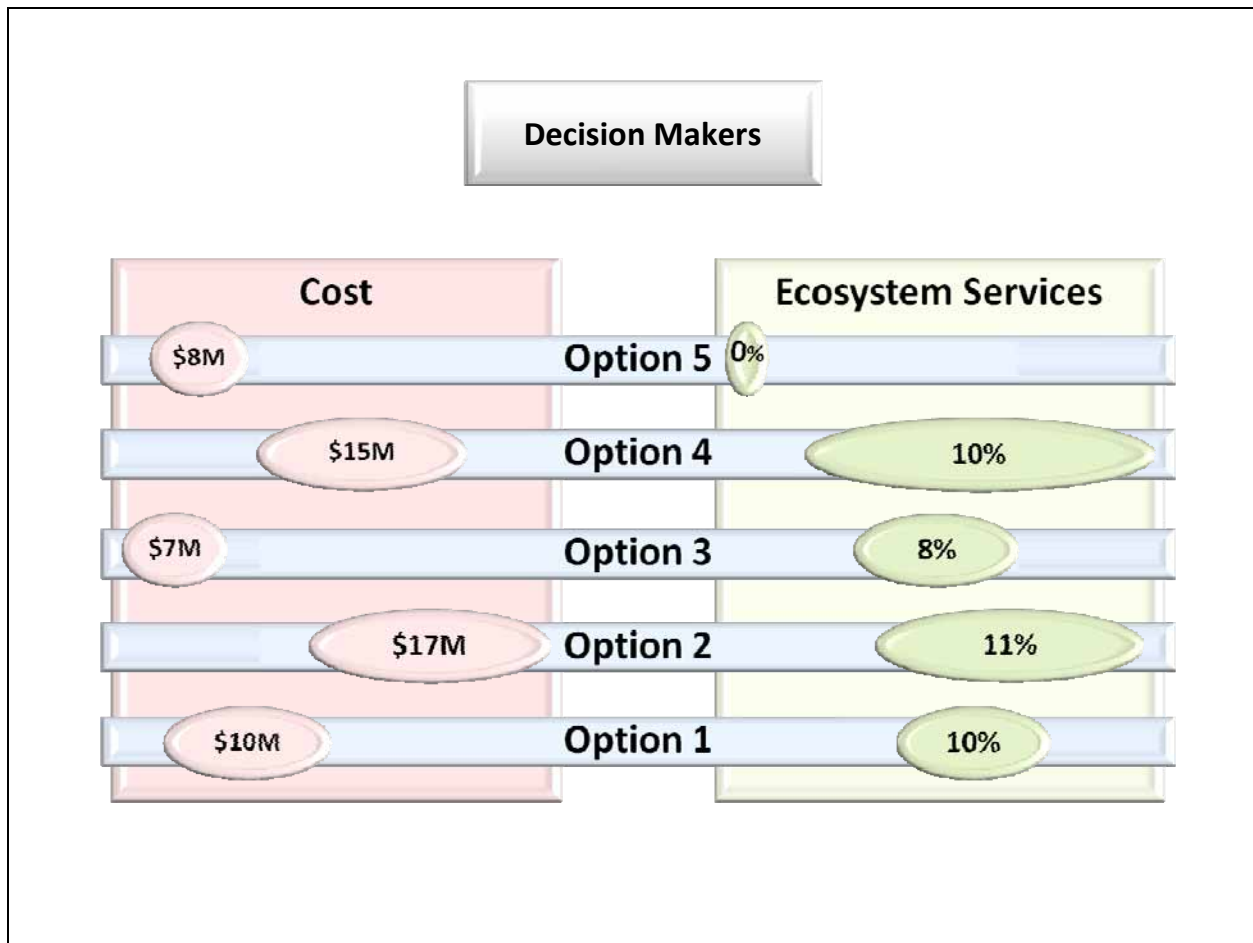 Decision Makers
Cost
Ecosystem Services
$8M Option 5 0%
$15M Option 4 10%
$7M Option 3 8%
$17M Option 2 11%
$10M Option 1 10%